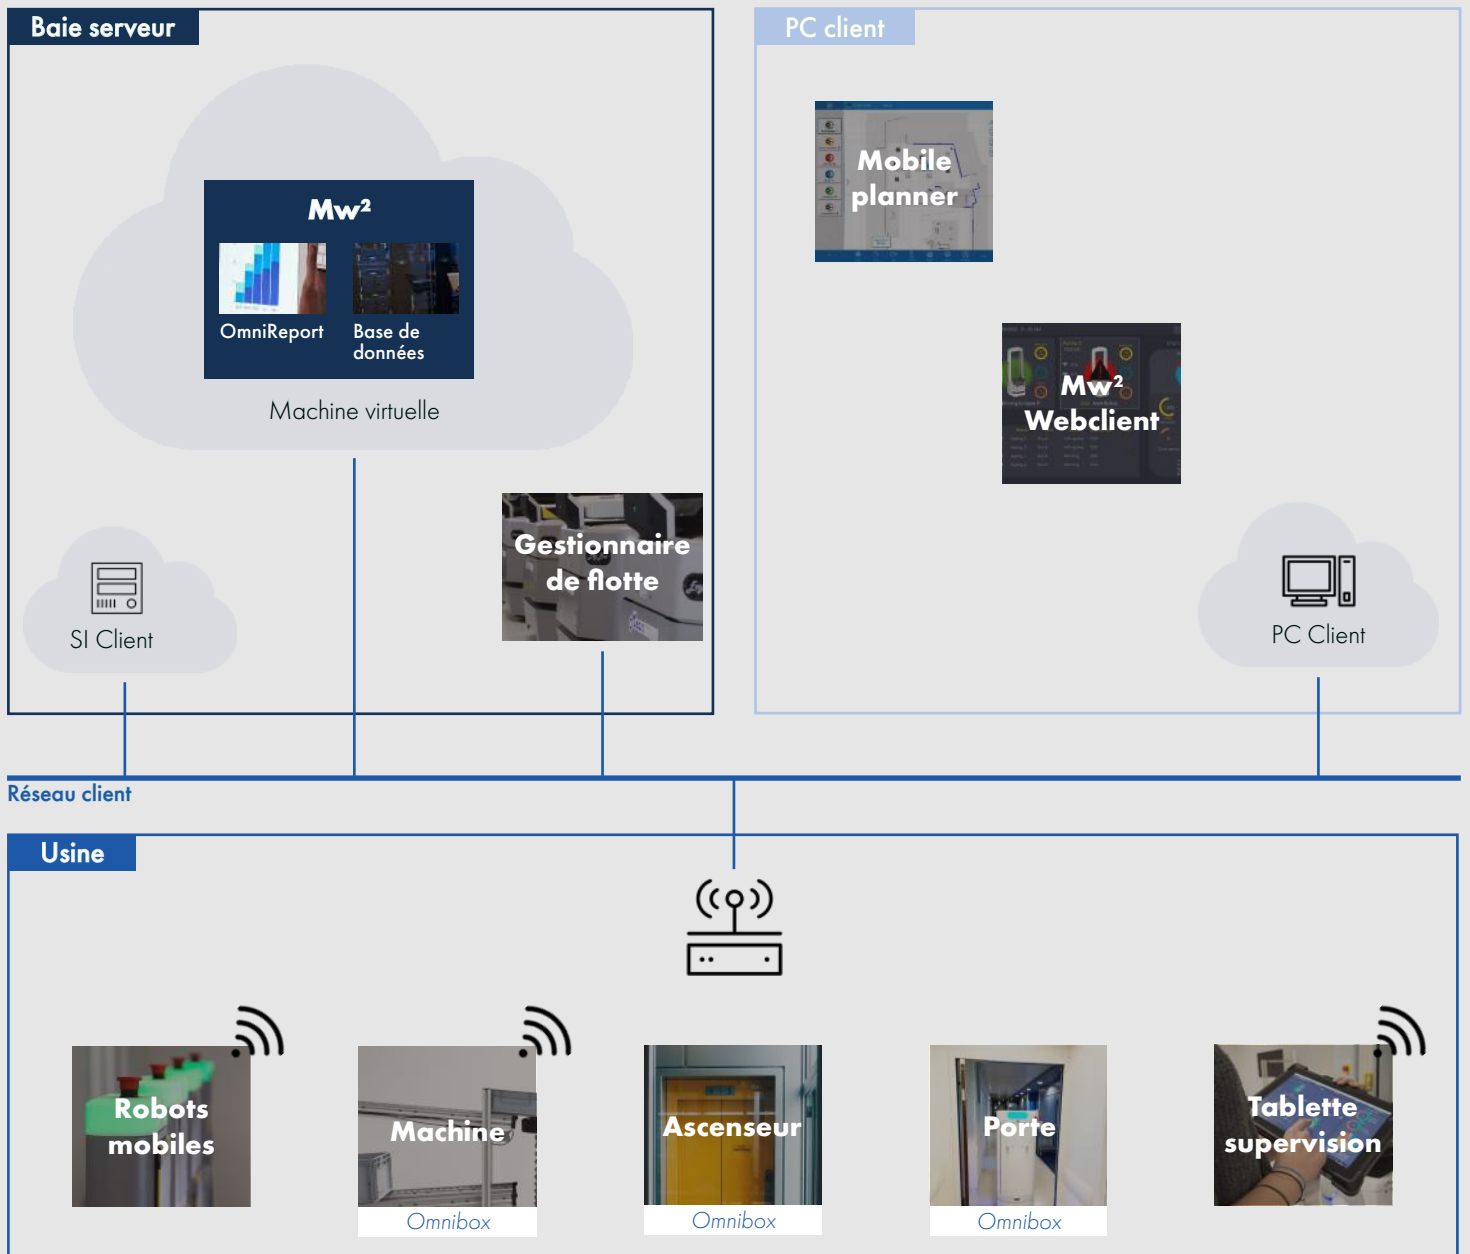 Baie serveur
PC client
Mobile
planner
Mw²
OmniReport
Base de
données
Machine virtuelle
Mw²
Webclient
Gestionnaire
de flotte
SI Client
PC Client
Réseau client
Usine
Robots
mobiles
Machine
Omnibox
Ascenseur
Omnibox
Porte
Omnibox
Tablette
supervision